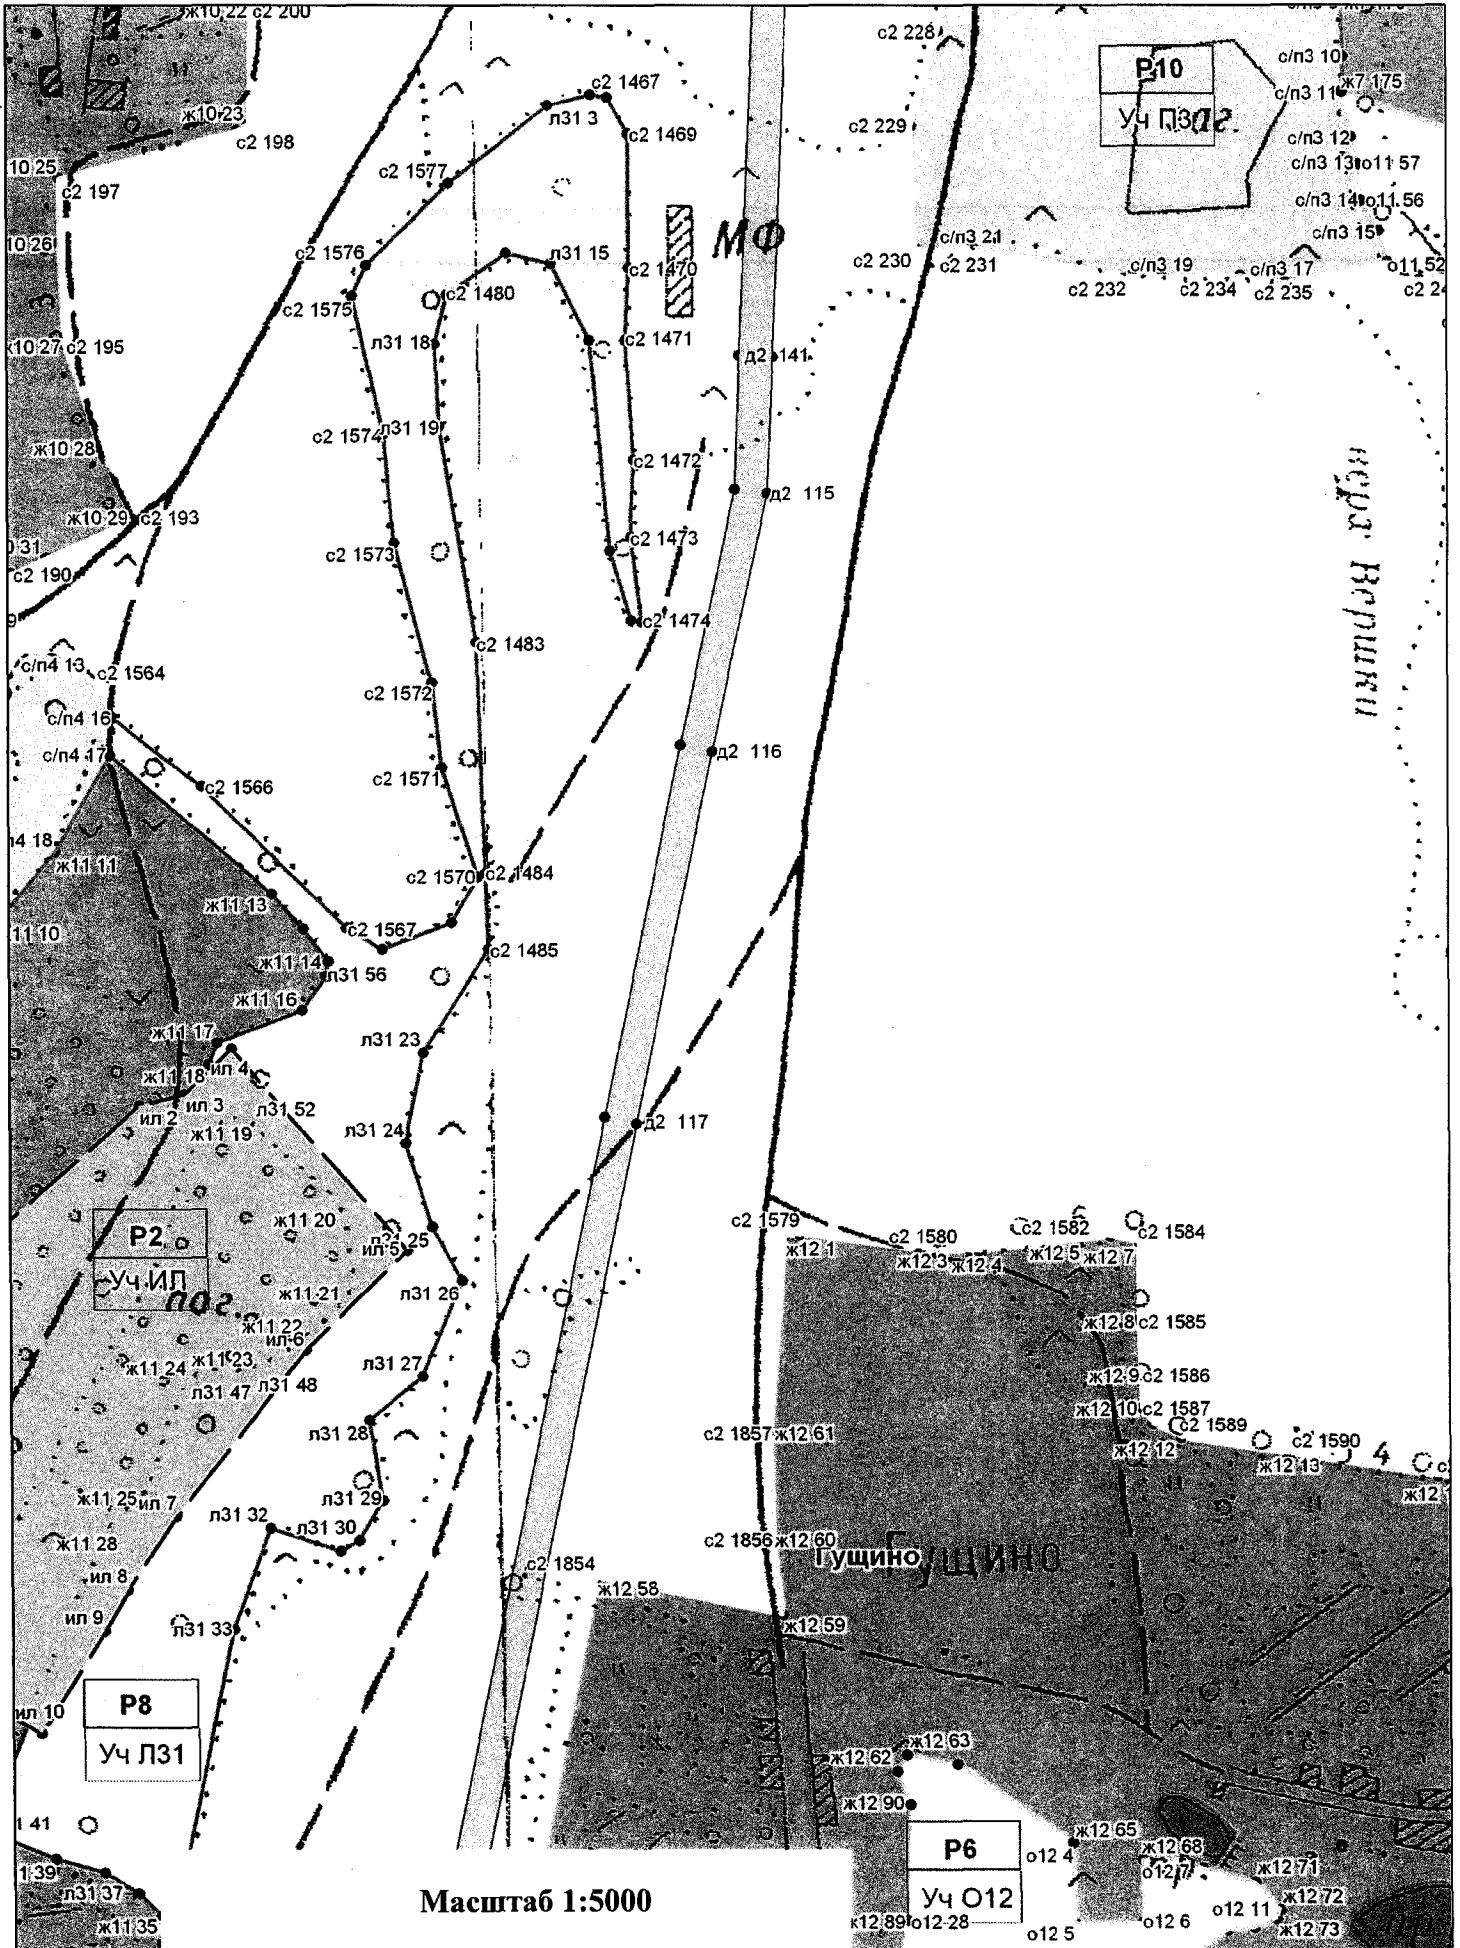 ж10 22 с2 200
с2 228
с/п3 10
Р10
ж7 175
с/п3 11
Уч П3
с2 1467
л31 3
ж10 23
с2 198
с2 1469
с2 229
с/п3 12
с/п3 13 о11 57
10 25
с2 197
с2 1577
с/п3 14 о11 56
с/п3 15
10 26
с2 1576
л31 15
МФ
с2 1470
с/п3 21
с2 230
с2 231
с/п3 19
с/п3 17
о11 52
с2 232
с2 234
с2 235
с2 1480
с2 1575
10 27
с2 195
л31 18
с2 1471
д2 141
с2 1574
л31 19
ж10 28
с2 1472
д2 115
ж10 29
с2 193
с2 1573
с2 1473
31
с2 190
с2 1474
Вершки
с/п4 13
с2 1564
с2 1483
с2 1572
с/п4 16
с/п4 17
с2 1571
д2 116
с2 1566
18
ж11 11
с2 1570
с2 1484
ж11 13
11 10
с2 1567
с2 1485
ж11 14
л31 56
ж11 16
ж11 17
л31 23
ж11 18
ил 4
ил 3
ил 2
л31 52
ж11 19
л31 24
д2 117
Р2
ж11 20
л31 25
ил 5
с2 1579
с2 1580
с2 1582
с2 1584
ж12 1
ж12 3
ж12 4
ж12 5
ж12 7
Уч ИЛ
пог.
ж11 21
л31 26
ж11 22
ил 6
ж12 8
с2 1585
ж11 24
ж11 23
л31 47
л31 48
л31 27
ж12 9
с2 1586
ж12 10
с2 1587
с2 1589
л31 28
с2 1857
ж12 61
ж12 12
с2 1590
4
ж12 13
ж11 25
ил 7
л31 29
ж12
л31 32
л31 30
ж11 28
с2 1856
ж12 60
Гущино
Гущино
ил 8
с2 1854
ж12 58
ил 9
л31 33
ж12 59
ил 10
Р8
Уч Л31
ж12 62
ж12 63
ж12 90
41
Р6
Уч О12
о12 4
ж12 65
ж12 68
о12 7
39
л31 37
ж12 71
Масштаб 1:5000
ж12 72
о12 11
ж11 35
12 89
о12 28
о12 5
о12 6
ж12 73